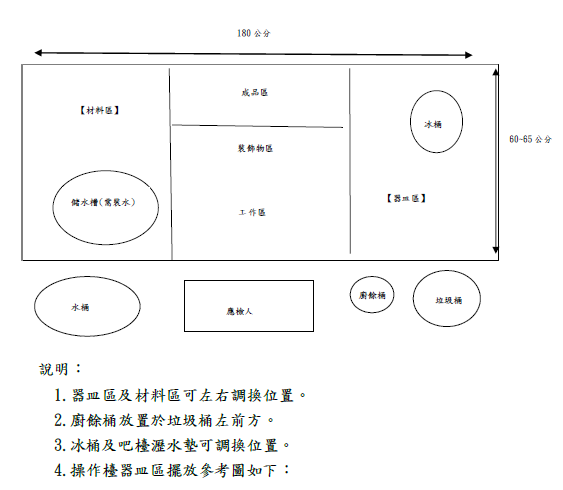 180 公分
成品區
【材料區】
冰桶
60~65 公分
裝飾物區
儲水槽(需裝水)
【器皿區】
工作區
水桶
應檢人
廚餘桶
垃圾桶
說明：
1.器皿區及材料區可左右調換位置。
2.廚餘桶放置於垃圾桶左前方。
3.冰桶及吧檯瀝水墊可調換位置。
4.操作檯器皿區擺放參考圖如下：